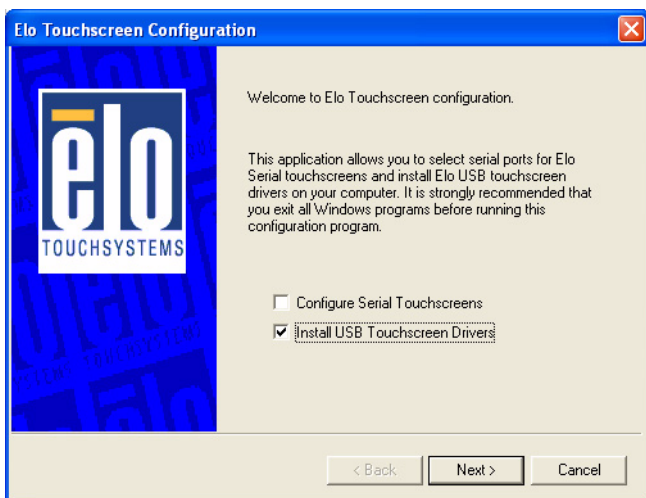 Elo Touchscreen Configuration
elo
TOUCHSYSTEMS
Welcome to Elo Touchscreen configuration.
This application allows you to select serial ports for Elo
Serial touchscreens and install Elo USB touchscreen
drivers on your computer. It is strongly recommended that
you exit all Windows programs before running this
configuration program.
Configure Serial Touchscreens
Install USB Touchscreen Drivers
< Back
Next >
Cancel